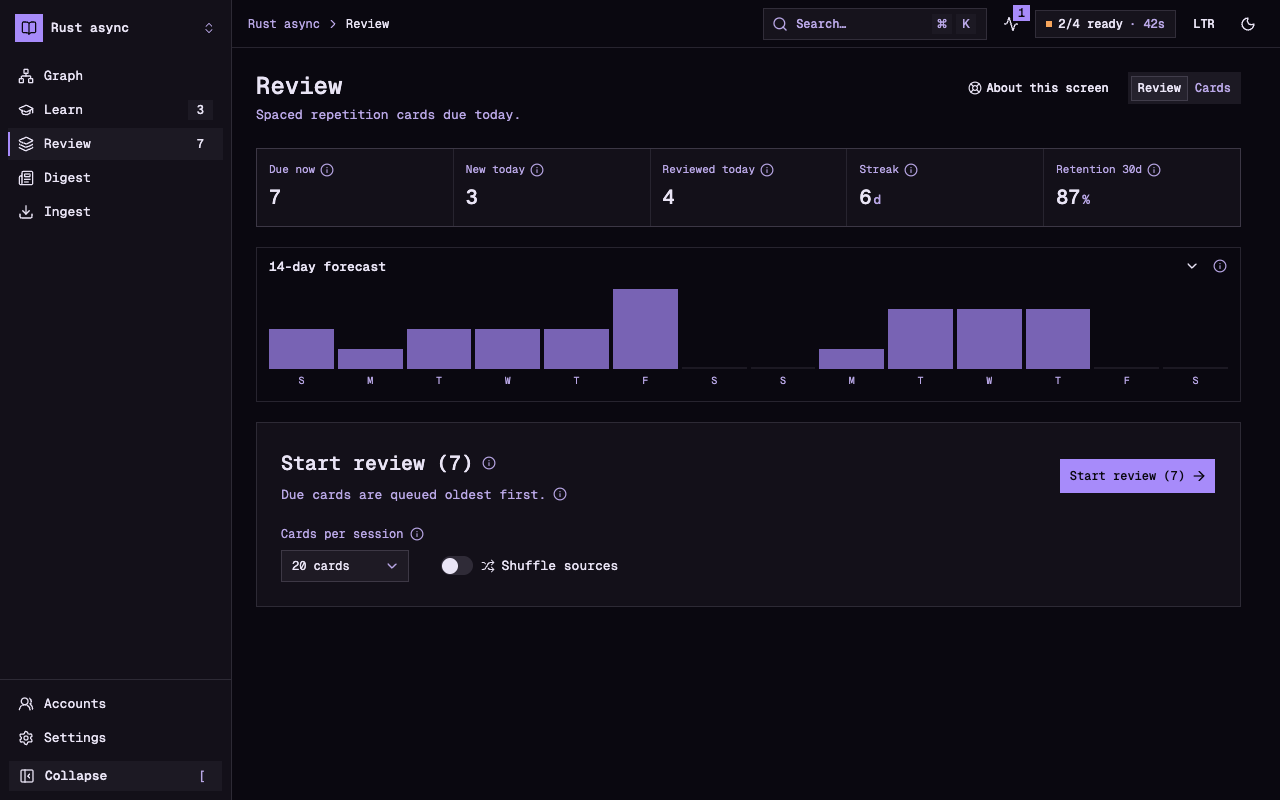 Rust async
Graph
Learn 3
Review 7
Digest
Ingest
Accounts
Settings
Collapse [
Rust async > Review
Search… ⌘ K
1
2/4 ready · 42s
LTR
Review
Spaced repetition cards due today.
About this screen
Review Cards
Due now
7
New today
3
Reviewed today
4
Streak
6d
Retention 30d
87%
14-day forecast
S M T W T F S S M T W T F S
Start review (7)
Due cards are queued oldest first.
Start review (7) →
Cards per session
20 cards
Shuffle sources